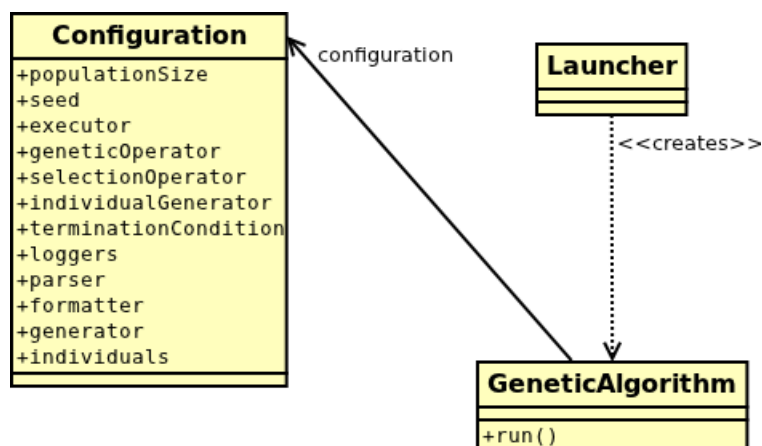 Configuration
+populationSize
+seed
+executor
+geneticOperator
+selectionOperator
+individualGenerator
+terminationCondition
+loggers
+parser
+formatter
+generator
+individuals
configuration
Launcher
<<creates>>
GeneticAlgorithm
+run()